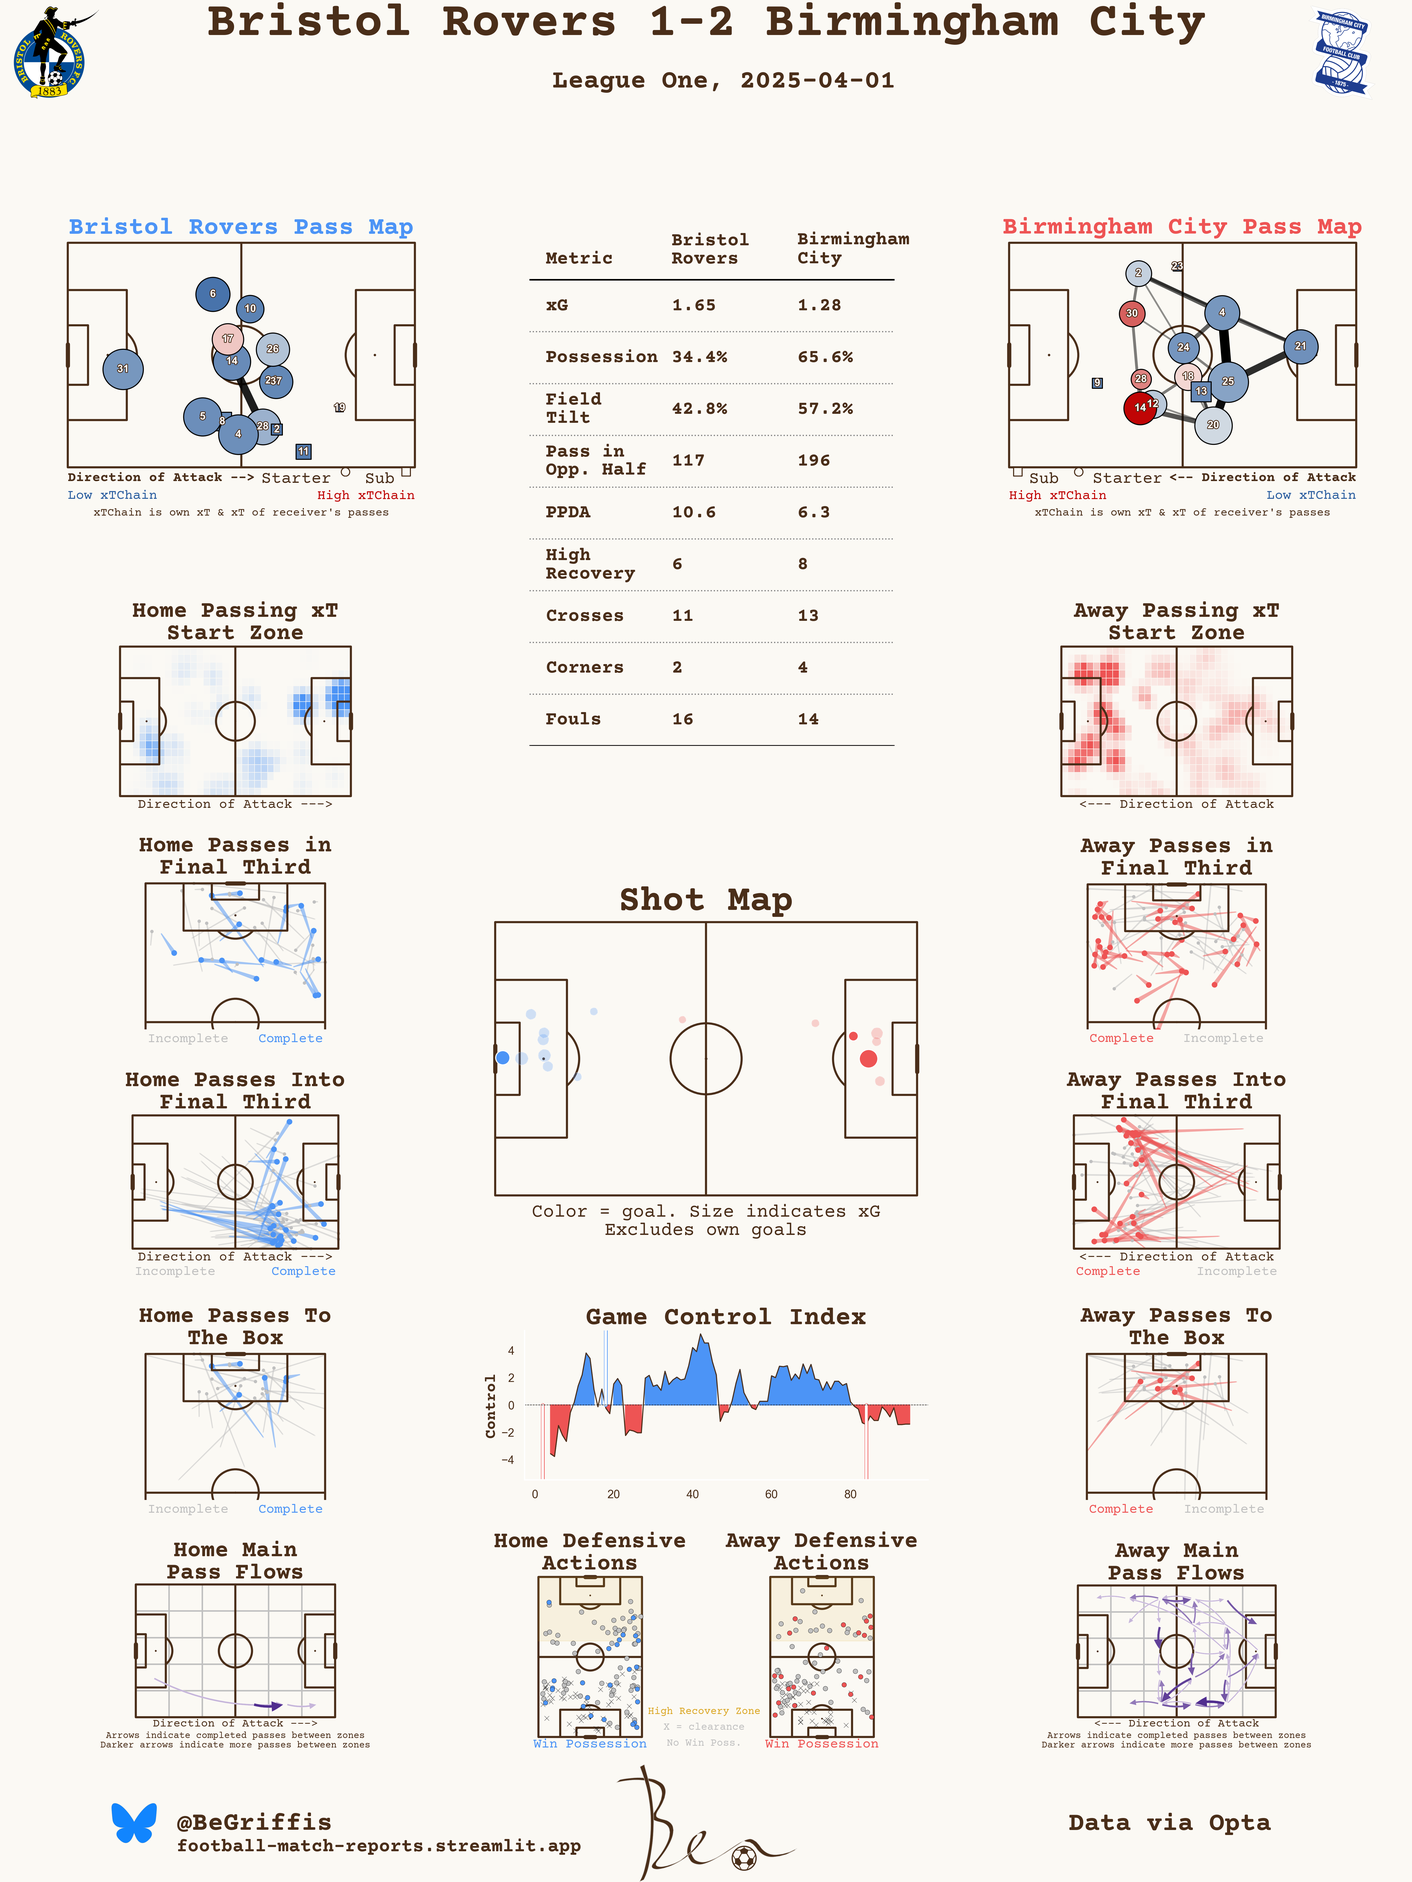 Bristol Rovers 1-2 Birmingham City
League One, 2025-04-01
BRISTOL ROVERS FC
1883
BIRMINGHAM CITY
FOOTBALL CLUB
1875
Bristol Rovers Pass Map
6
10
17
26
14
31
237
5
8
4
28
2
19
11
Direction of Attack --> Starter Sub
Low xTChain High xTChain
xTChain is own xT & xT of receiver's passes
Metric Bristol Rovers Birmingham City
xG 1.65 1.28
Possession 34.4% 65.6%
Field Tilt 42.8% 57.2%
Pass in Opp. Half 117 196
PPDA 10.6 6.3
High Recovery 6 8
Crosses 11 13
Corners 2 4
Fouls 16 14
Birmingham City Pass Map
2
23
30
4
24
21
9
28
18
25
13
14
12
20
Sub Starter <-- Direction of Attack
High xTChain Low xTChain
xTChain is own xT & xT of receiver's passes
Home Passing xT
Start Zone
Direction of Attack --->
Away Passing xT
Start Zone
<--- Direction of Attack
Home Passes in
Final Third
Incomplete Complete
Away Passes in
Final Third
Complete Incomplete
Shot Map
Color = goal. Size indicates xG
Excludes own goals
Home Passes Into
Final Third
Direction of Attack --->
Incomplete Complete
Away Passes Into
Final Third
<--- Direction of Attack
Complete Incomplete
Home Passes To
The Box
Incomplete Complete
Game Control Index
Control
4
2
0
−2
−4
0 20 40 60 80
Away Passes To
The Box
Complete Incomplete
Home Main
Pass Flows
Direction of Attack --->
Arrows indicate completed passes between zones
Darker arrows indicate more passes between zones
Home Defensive
Actions
Win Possession
Away Defensive
Actions
Win Possession
High Recovery Zone
X = clearance
No Win Poss.
Away Main
Pass Flows
<--- Direction of Attack
Arrows indicate completed passes between zones
Darker arrows indicate more passes between zones
@BeGriffis
football-match-reports.streamlit.app
Ben
Data via Opta